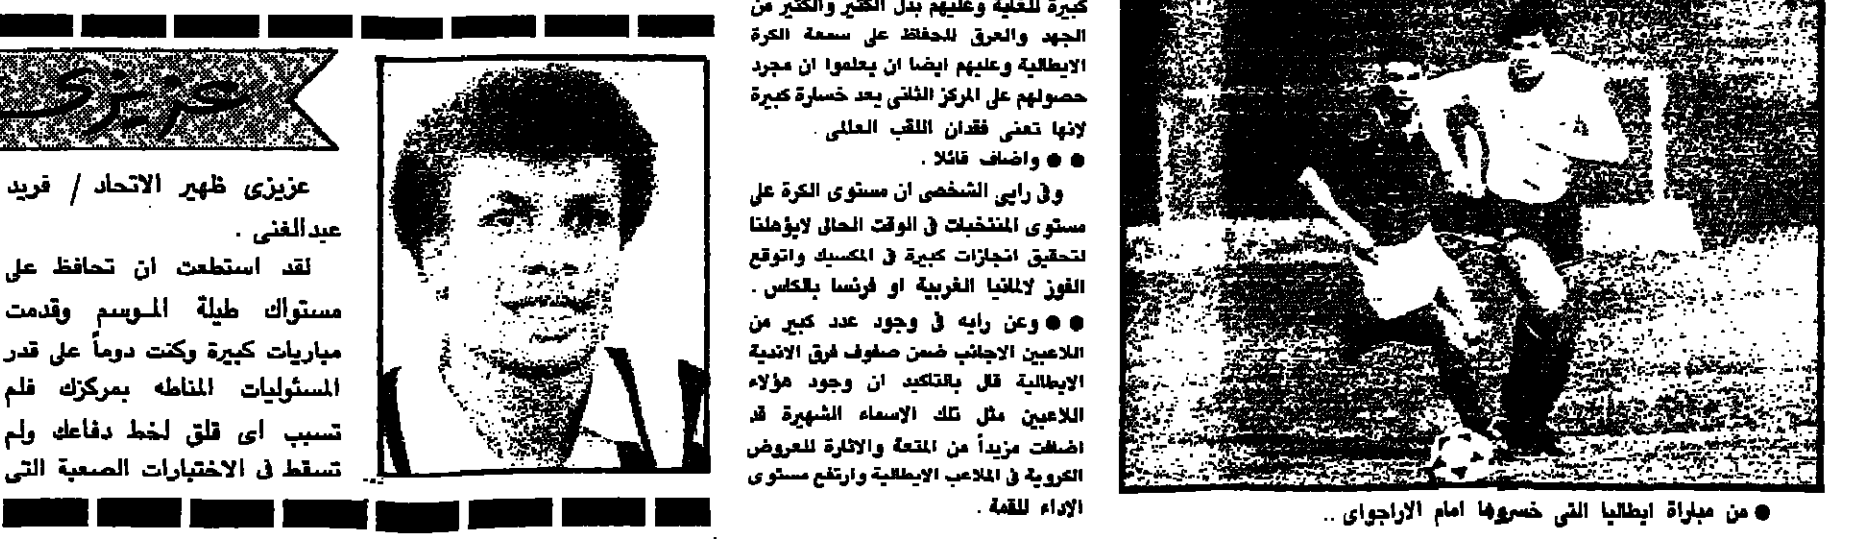 ● من مباراة ايطاليا التى خسروها امام الاراجواى ..
كبيرة للغاية وعليهم بذل الكثير والكثير من
الجهد والعرق للحفاظ على سمعة الكرة
الايطالية وعليهم ايضا ان يعلموا ان مجرد
حصولهم على المركز الثانى يعد خسارة كبيرة
لانها تعنى فقدان اللقب العالمى .
● ● واضاف قائلا .
وفى رايى الشخصى ان مستوى الكرة على
مستوى المنتخبات فى الوقت الحالى لايؤهلنا
لتحقيق انجازات كبيرة فى المكسيك واتوقع
الفوز لالمانيا الغربية او فرنسا بالكاس .
● ● وعن رايه فى وجود عدد كبير من
اللاعبين الاجانب ضمن صفوف فرق الاندية
الايطالية قال بالتاكيد ان وجود هؤلاء
اللاعبين مثل تلك الاسماء الشهيرة قد
اضافت مزيداً من المتعة والاثارة للعروض
الكروية فى الملاعب الايطالية وارتفع مستوى
الاداء للقمة .
عزيزى
عزيزى ظهير الاتحاد / فريد
عبدالغنى .
لقد استطعت ان تحافظ على
مستواك طيلة الموسم وقدمت
مباريات كبيرة وكنت دوماً على قدر
المسئوليات المناطه بمركزك فلم
تسبب اى قلق لخط دفاعك ولم
تسقط فى الاختبارات الصعبة التى